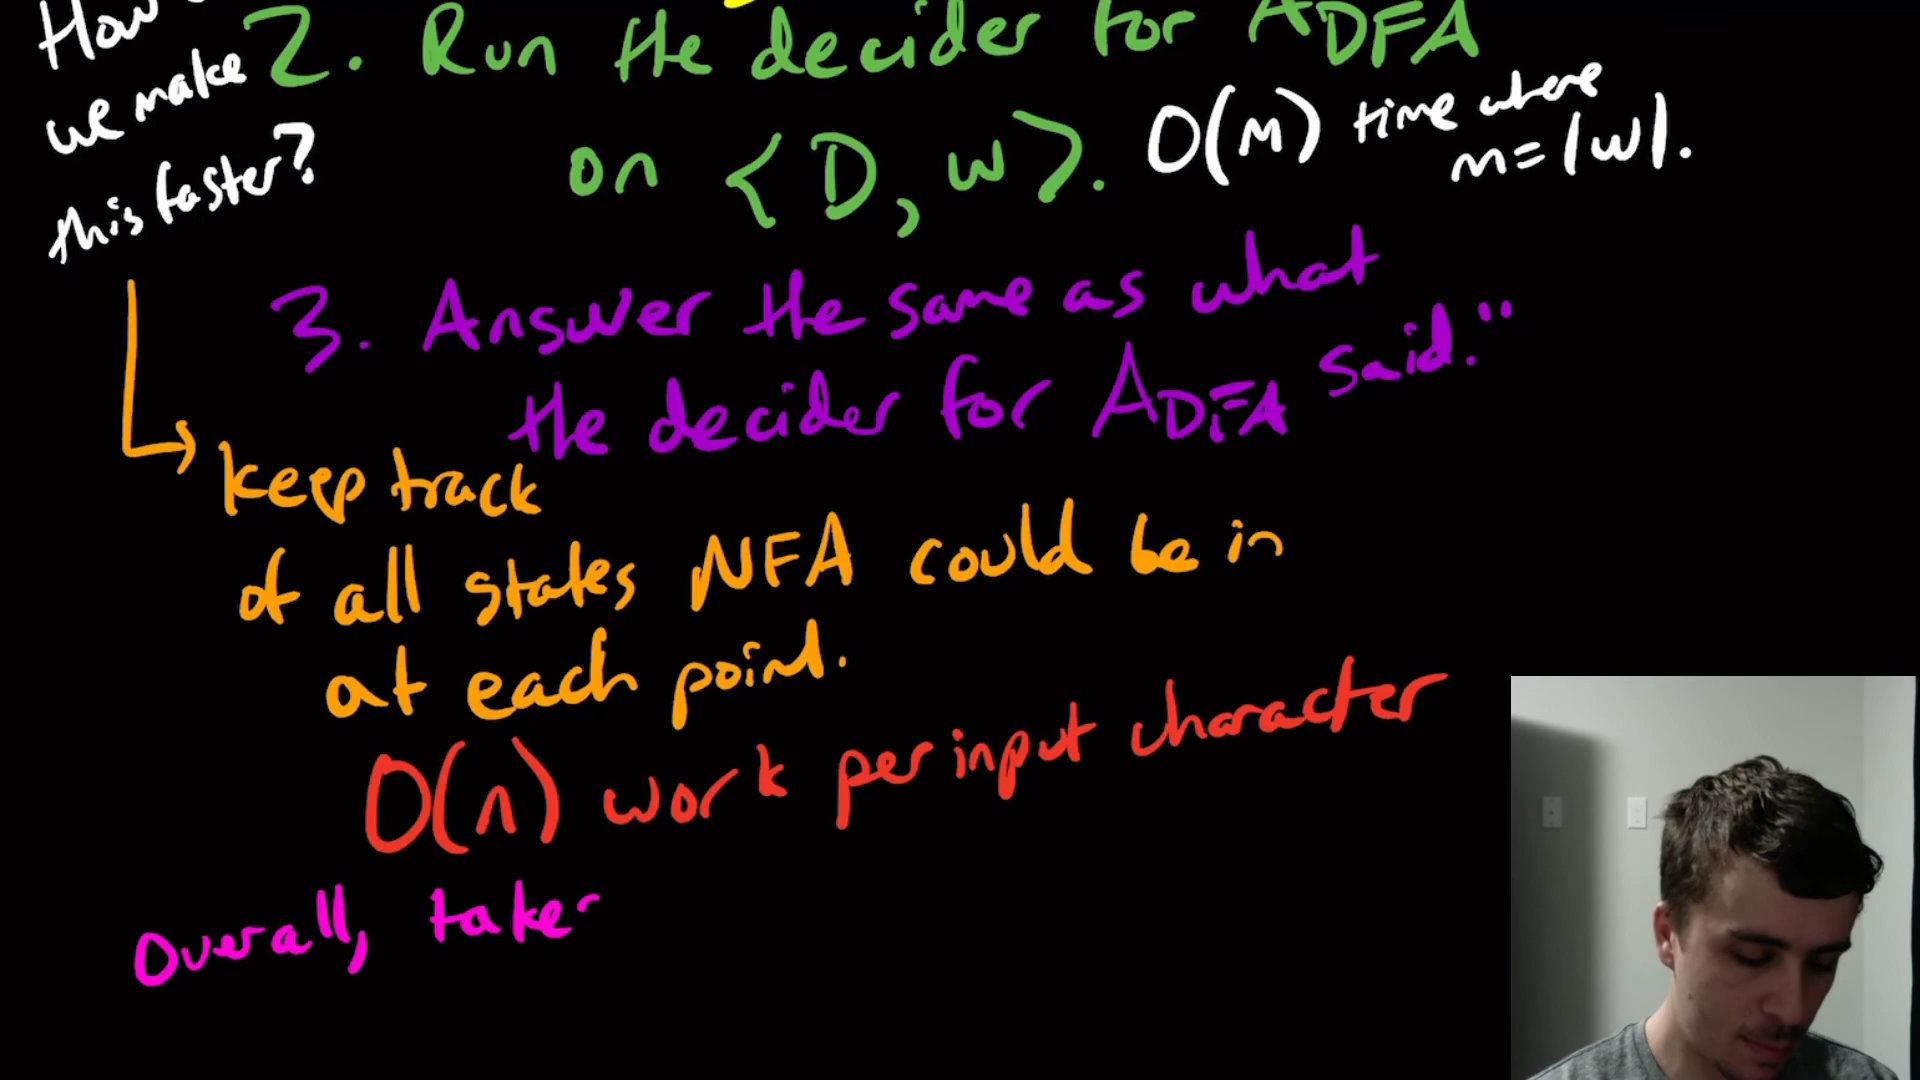 How
we make
this faster?
2. Run the decider for ADFA
on <D, w>. O(m) time where
m=|w|.
3. Answer the same as what
the decider for ADFA said."
keep track
of all states NFA could be in
at each point.
O(n) work per input character
Overall, take